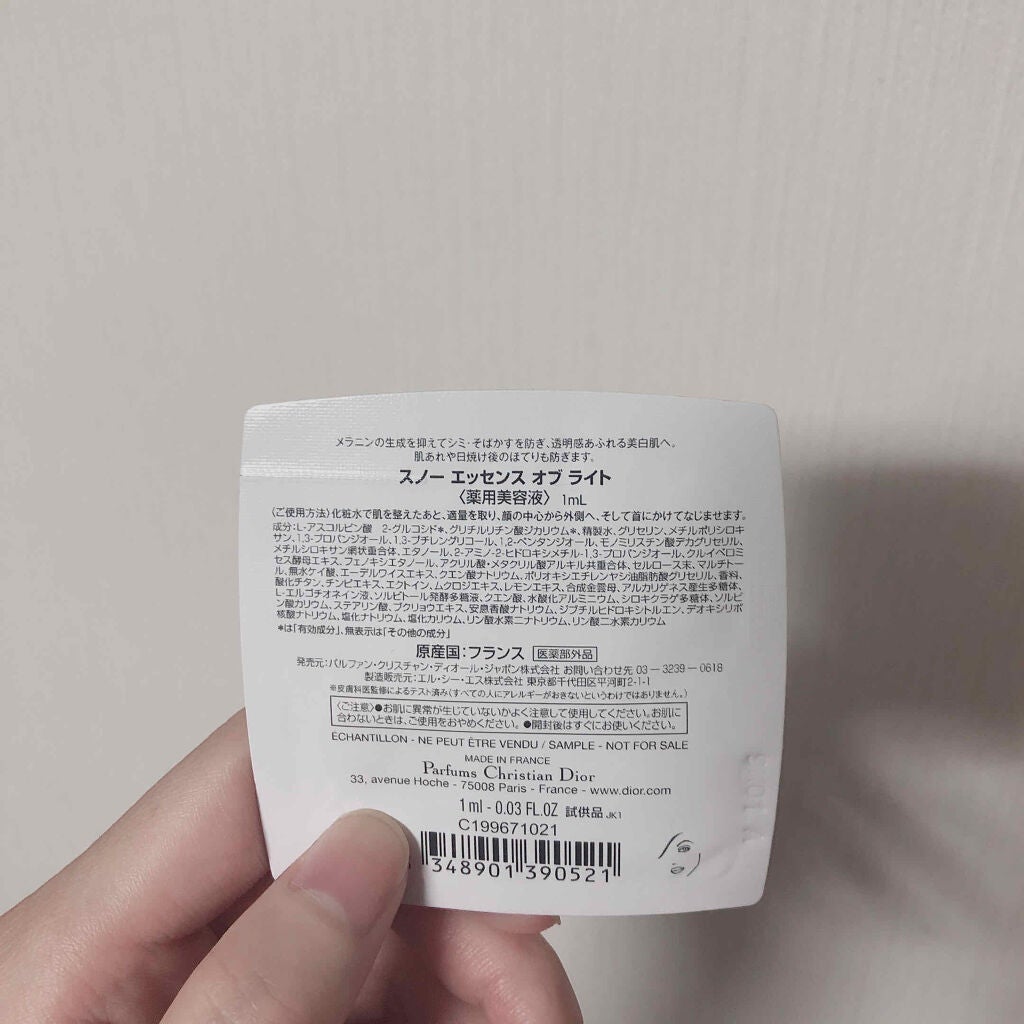 メラニンの生成を抑えてシミ・そばかすを防ぎ、透明感あふれる美白肌へ。
肌あれや日焼け後のほてりも防ぎます。
スノー エッセンス オブ ライト
〈薬用美容液〉 1mL
〈ご使用方法〉化粧水で肌を整えたあと、適量を取り、顔の中心から外側へ、そして首にかけてなじませます。
成分:L-アスコルビン酸 2-グルコシド*、グリチルリチン酸ジカリウム*、精製水、グリセリン、メチルポリシロキ
サン、1,3-プロパンジオール、1,3-ブチレングリコール、1,2-ペンタンジオール、モノミリスチン酸デカグリセリル、
メチルシロキサン網状重合体、エタノール、2-アミノ-2-ヒドロキシメチル-1,3-プロパンジオール、クルイベロミ
セス酵母エキス、フェノキシエタノール、アクリル酸・メタクリル酸アルキル共重合体、セルロース末、マルチトー
ル、無水ケイ酸、エーデルワイスエキス、クエン酸ナトリウム、ポリオキシエチレンヤシ油脂肪酸グリセリル、香料、
酸化チタン、チンピエキス、エクトイン、ムクロジエキス、レモンエキス、合成金雲母、アルカリゲネス産生多糖体、
L-エルゴチオネイン液、ソルビトール発酵多糖液、クエン酸、水酸化アルミニウム、シロキクラゲ多糖体、ソルビ
ン酸カリウム、ステアリン酸、ブクリョウエキス、安息香酸ナトリウム、ジブチルヒドロキシトルエン、デオキシリボ
核酸ナトリウム、塩化ナトリウム、塩化カリウム、リン酸水素二ナトリウム、リン酸二水素カリウム
*は「有効成分」、無表示は「その他の成分」
原産国:フランス 医薬部外品
発売元:パルファン・クリスチャン・ディオール・ジャポン株式会社 お問い合わせ先 03-3239-0618
製造販売元:エル・シー・エス株式会社 東京都千代田区平河町2-1-1
※皮膚科医監修によるテスト済み(すべての人にアレルギーがおきないというわけではありません。)
〈ご注意〉●お肌に異常が生じていないかよく注意して使用してください。お肌に
合わないときは、ご使用をおやめください。●開封後はすぐにお使いください。
ÉCHANTILLON - NE PEUT ÊTRE VENDU / SAMPLE - NOT FOR SALE
MADE IN FRANCE
Parfums Christian Dior
33, avenue Hoche - 75008 Paris - France - www.dior.com
1 ml - 0.03 FL.OZ 試供品 JK1
C199671021
348901 390521